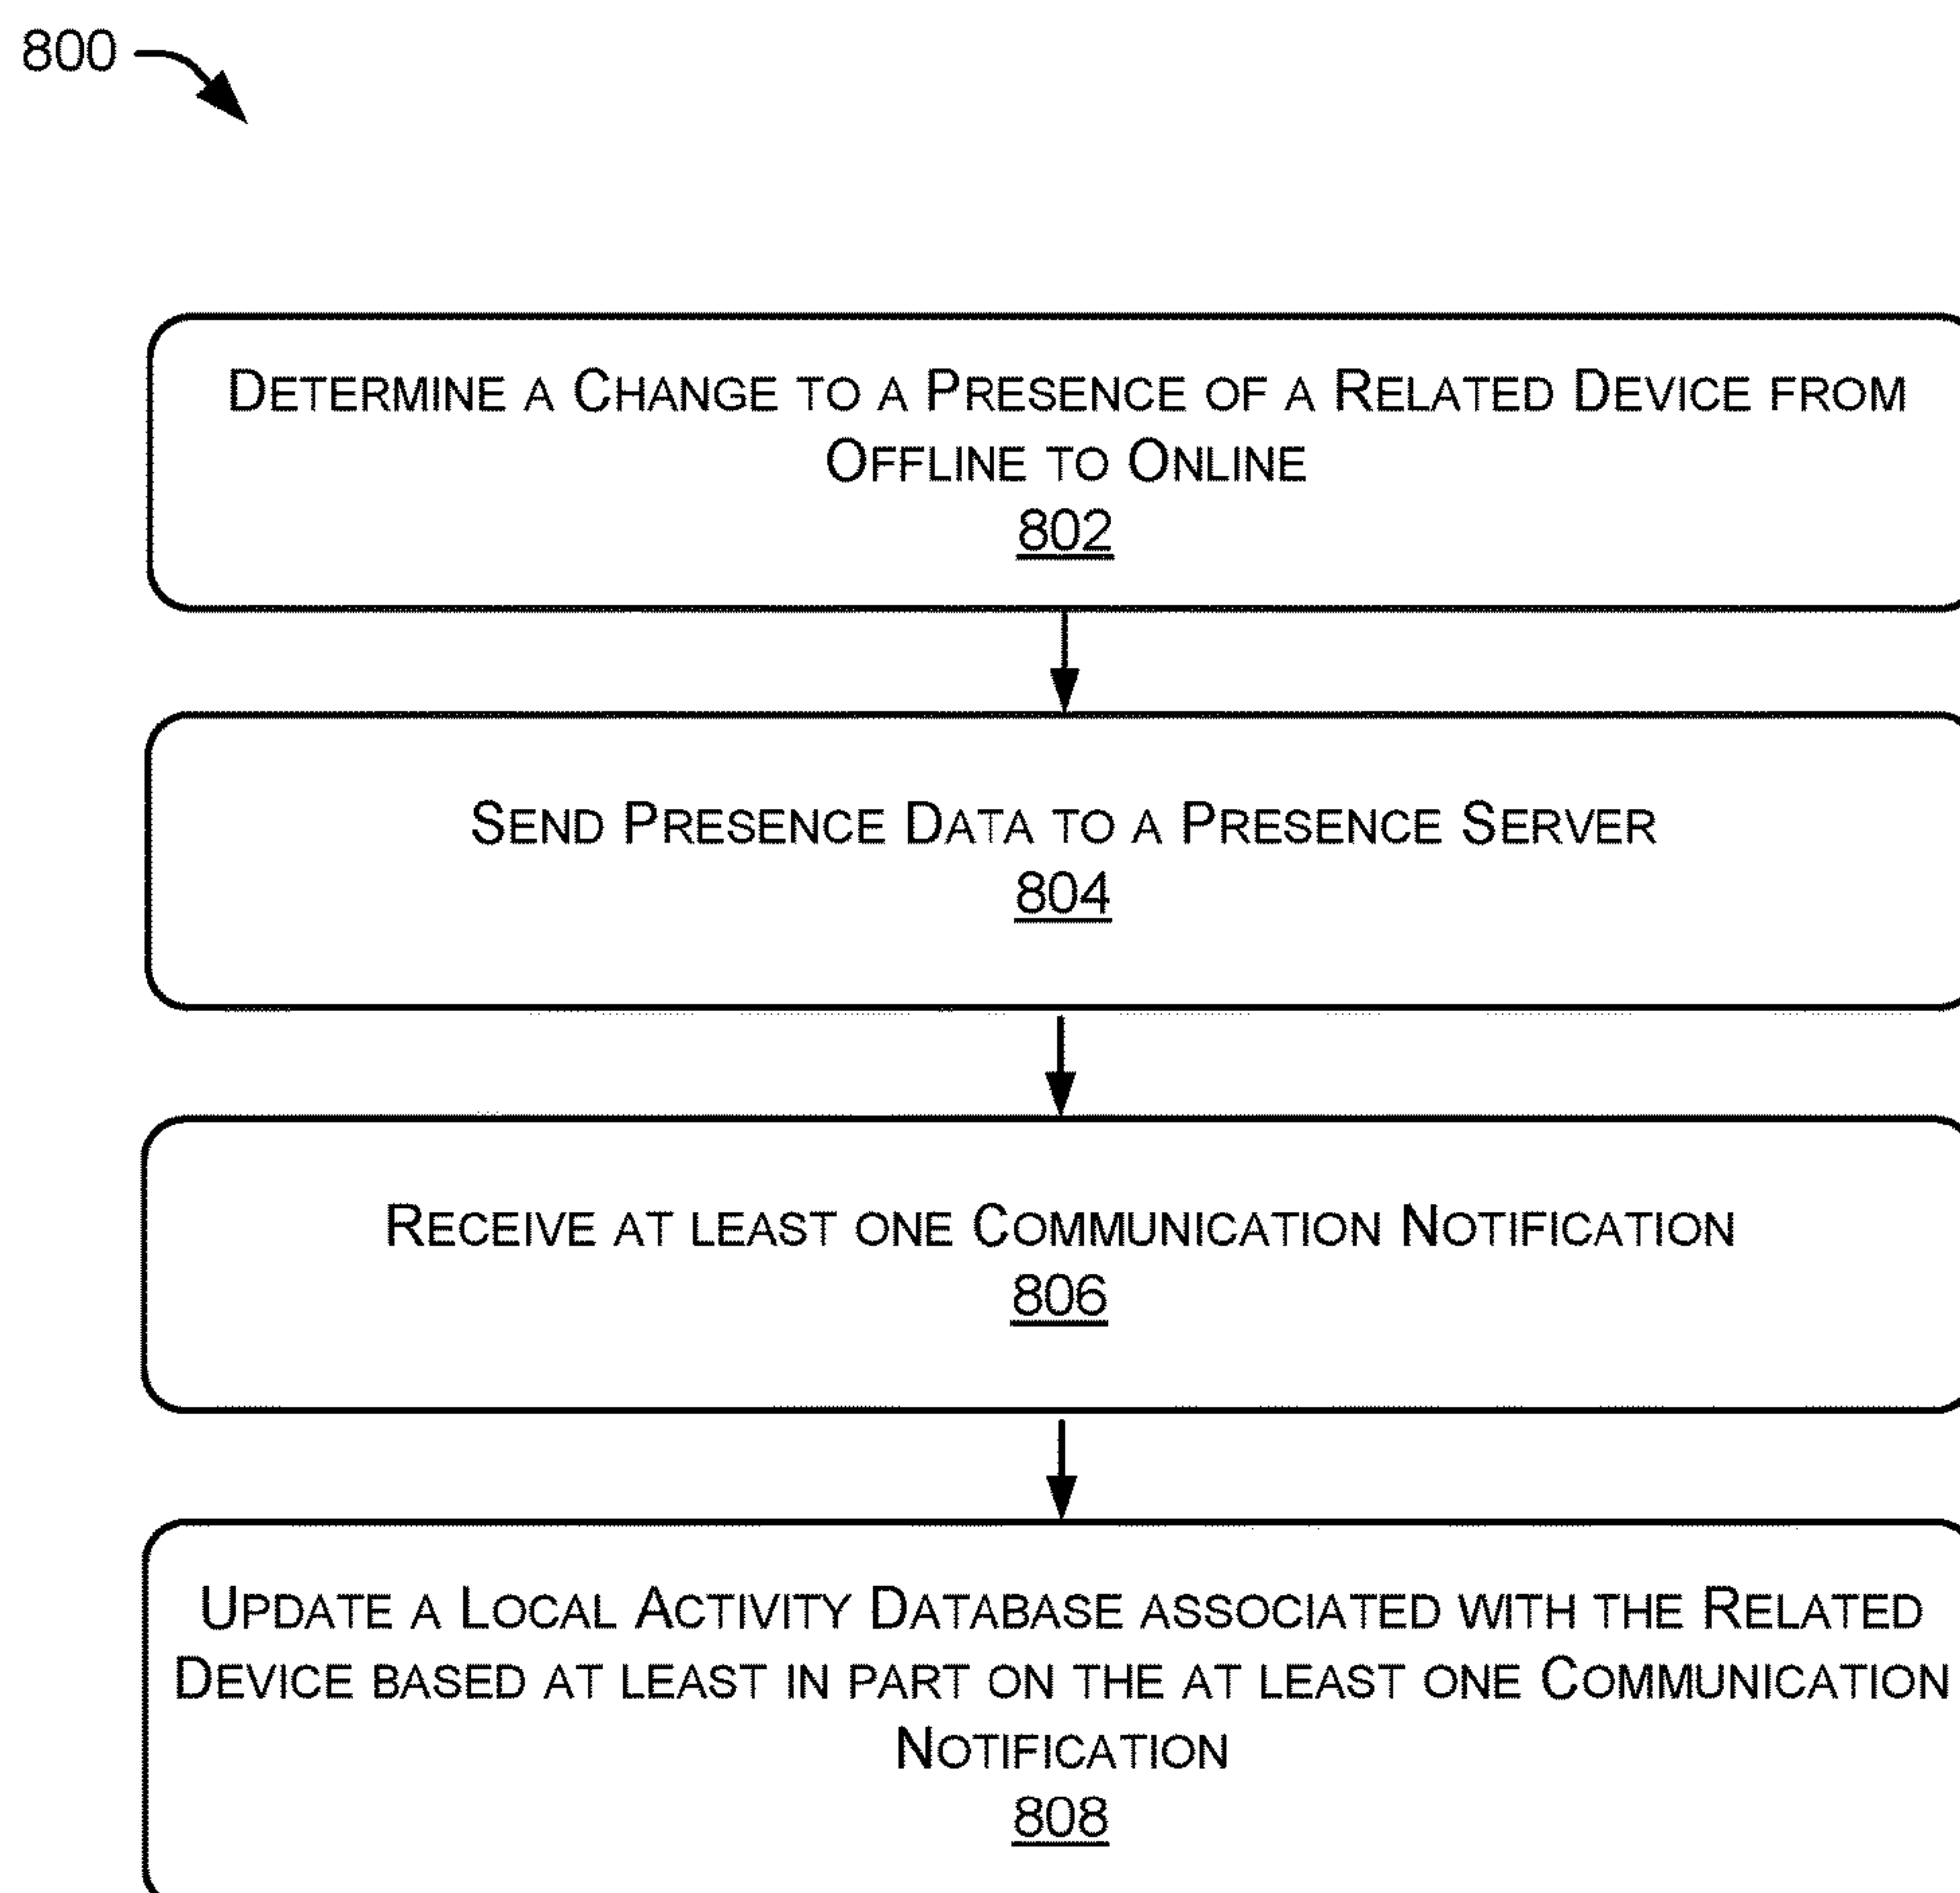 800
DETERMINE A CHANGE TO A PRESENCE OF A RELATED DEVICE FROM
OFFLINE TO ONLINE
802
SEND PRESENCE DATA TO A PRESENCE SERVER
804
RECEIVE AT LEAST ONE COMMUNICATION NOTIFICATION
806
UPDATE A LOCAL ACTIVITY DATABASE ASSOCIATED WITH THE RELATED
DEVICE BASED AT LEAST IN PART ON THE AT LEAST ONE COMMUNICATION
NOTIFICATION
808